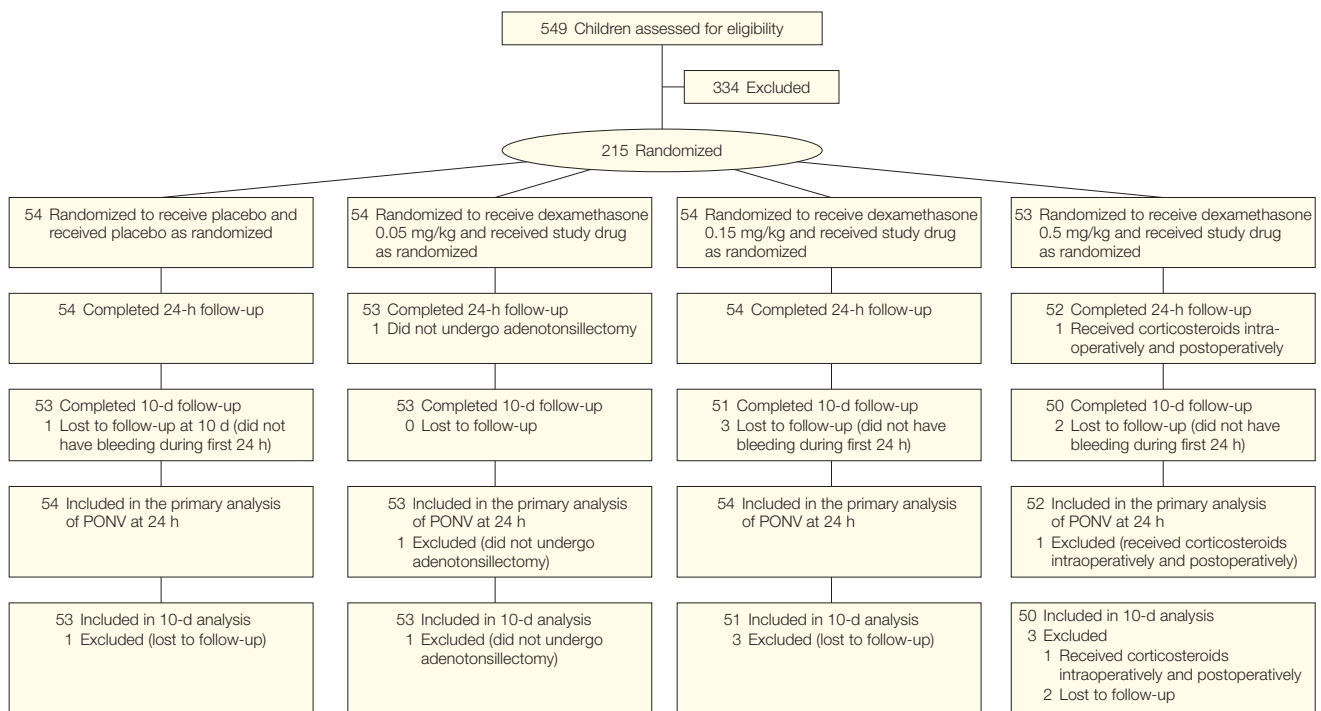 549 Children assessed for eligibility
334 Excluded
215 Randomized
54 Randomized to receive placebo and
received placebo as randomized
54 Randomized to receive dexamethasone
0.05 mg/kg and received study drug
as randomized
54 Randomized to receive dexamethasone
0.15 mg/kg and received study drug
as randomized
53 Randomized to receive dexamethasone
0.5 mg/kg and received study drug
as randomized
54 Completed 24-h follow-up
53 Completed 24-h follow-up
1 Did not undergo adenotonsillectomy
54 Completed 24-h follow-up
52 Completed 24-h follow-up
1 Received corticosteroids intra-
operatively and postoperatively
53 Completed 10-d follow-up
1 Lost to follow-up at 10 d (did not
have bleeding during first 24 h)
53 Completed 10-d follow-up
0 Lost to follow-up
51 Completed 10-d follow-up
3 Lost to follow-up (did not have
bleeding during first 24 h)
50 Completed 10-d follow-up
2 Lost to follow-up (did not have
bleeding during first 24 h)
54 Included in the primary analysis
of PONV at 24 h
53 Included in the primary analysis
of PONV at 24 h
1 Excluded (did not undergo
adenotonsillectomy)
54 Included in the primary analysis
of PONV at 24 h
52 Included in the primary analysis
of PONV at 24 h
1 Excluded (received corticosteroids
intraoperatively and postoperatively)
53 Included in 10-d analysis
1 Excluded (lost to follow-up)
53 Included in 10-d analysis
1 Excluded (did not undergo
adenotonsillectomy)
51 Included in 10-d analysis
3 Excluded (lost to follow-up)
50 Included in 10-d analysis
3 Excluded
1 Received corticosteroids
intraoperatively and postoperatively
2 Lost to follow-up